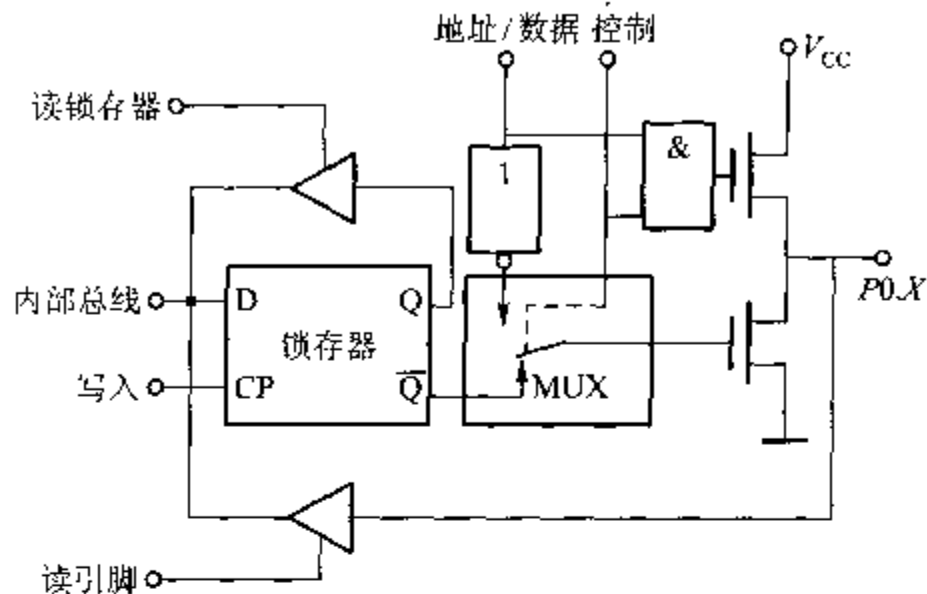 地址/数据 控制
V_CC
读锁存器
&
1
内部总线
D
Q
P0.X
锁存器
写入
CP
Q̅
MUX
读引脚